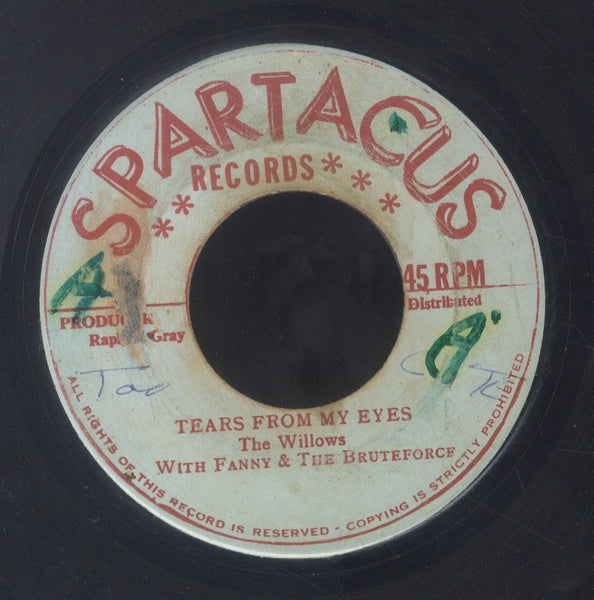 SPARTACUS
RECORDS***
**
45 RPM
Distributed
PRODUCER
Gray
TEARS FROM MY EYES
The Willows
WITH FANNY & THE BRUTEFORCE
ALL RIGHTS OF THIS RECORD IS RESERVED - COPYING IS STRICTLY PROHIBITED